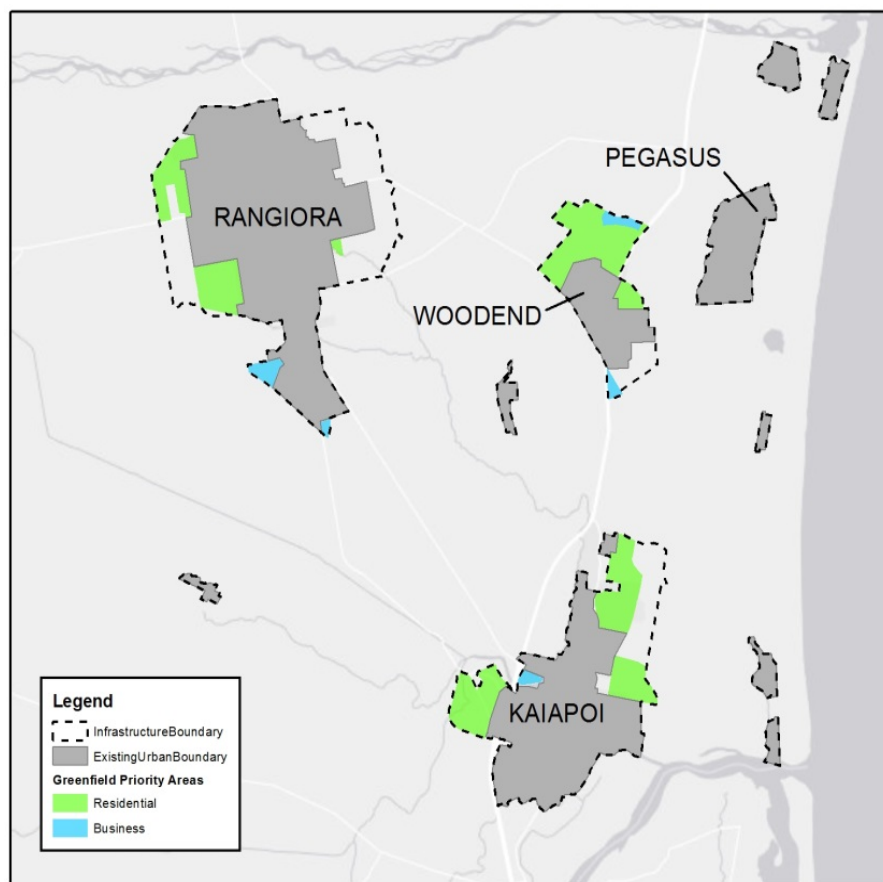 PEGASUS
RANGIORA
WOODEND
KAIAPOI
Legend
InfrastructureBoundary
ExistingUrbanBoundary
Greenfield Priority Areas
Residential
Business